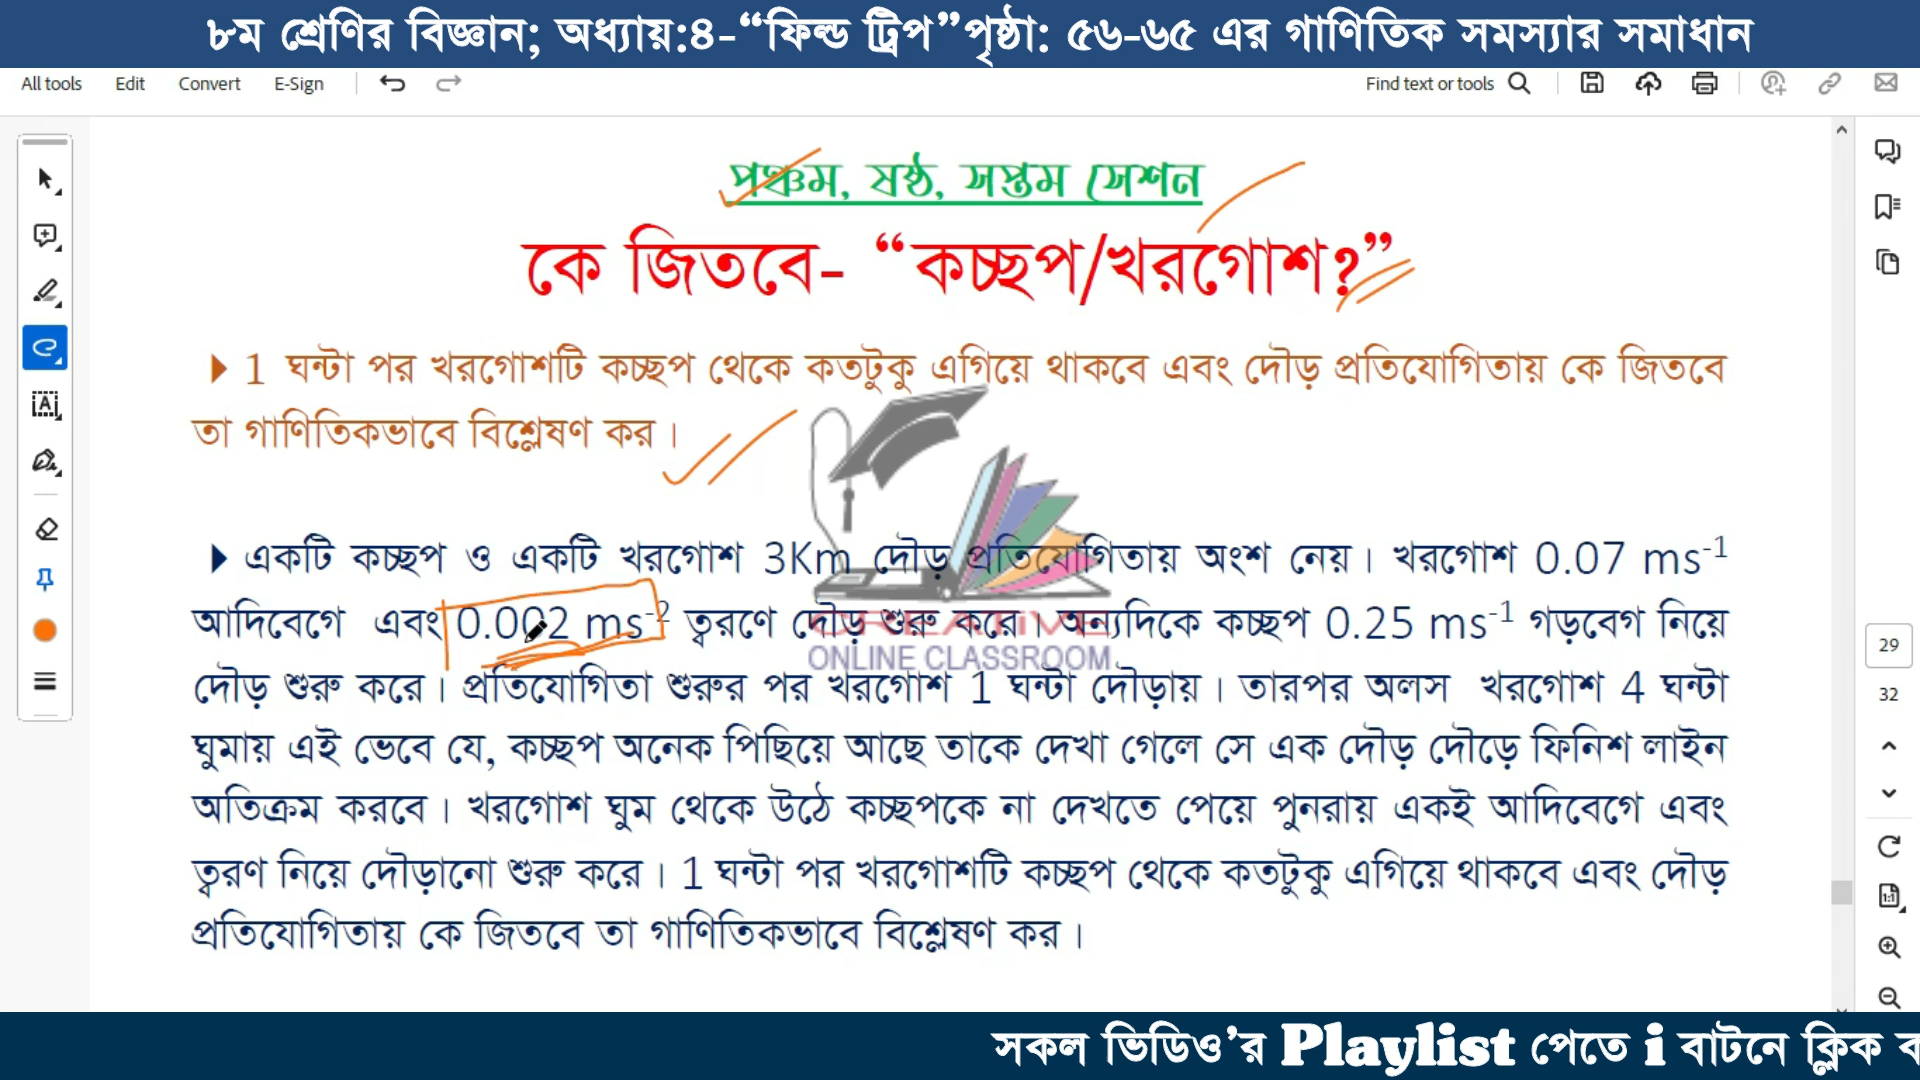 ৮ম শ্রেণির বিজ্ঞান; অধ্যায়:৪-“ফিল্ড ট্রিপ”পৃষ্ঠা: ৫৬-৬৫ এর গাণিতিক সমস্যার সমাধান
All tools Edit Convert E-Sign Find text or tools
পঞ্চম, ষষ্ঠ, সপ্তম সেশন
কে জিতবে- “কচ্ছপ/খরগোশ?”
1 ঘন্টা পর খরগোশটি কচ্ছপ থেকে কতটুকু এগিয়ে থাকবে এবং দৌড় প্রতিযোগিতায় কে জিতবে
তা গাণিতিকভাবে বিশ্লেষণ কর।
একটি কচ্ছপ ও একটি খরগোশ 3Km দৌড় প্রতিযোগিতায় অংশ নেয়। খরগোশ 0.07 ms⁻¹
আদিবেগে এবং 0.002 ms⁻² ত্বরণে দৌড় শুরু করে। অন্যদিকে কচ্ছপ 0.25 ms⁻¹ গড়বেগ নিয়ে
দৌড় শুরু করে। প্রতিযোগিতা শুরুর পর খরগোশ 1 ঘন্টা দৌড়ায়। তারপর অলস খরগোশ 4 ঘন্টা
ঘুমায় এই ভেবে যে, কচ্ছপ অনেক পিছিয়ে আছে তাকে দেখা গেলে সে এক দৌড় দৌড়ে ফিনিশ লাইন
অতিক্রম করবে। খরগোশ ঘুম থেকে উঠে কচ্ছপকে না দেখতে পেয়ে পুনরায় একই আদিবেগে এবং
ত্বরণ নিয়ে দৌড়ানো শুরু করে। 1 ঘন্টা পর খরগোশটি কচ্ছপ থেকে কতটুকু এগিয়ে থাকবে এবং দৌড়
প্রতিযোগিতায় কে জিতবে তা গাণিতিকভাবে বিশ্লেষণ কর।
CREATIVE
ONLINE CLASSROOM
29
32
1:1
সকল ভিডিও’র Playlist পেতে i বাটনে ক্লিক